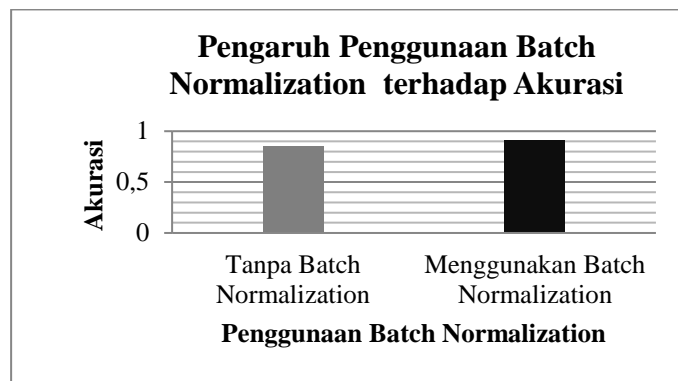 Pengaruh Penggunaan Batch
Normalization terhadap Akurasi
1
0,5
0
Akurasi
Tanpa Batch
Normalization
Menggunakan Batch
Normalization
Penggunaan Batch Normalization